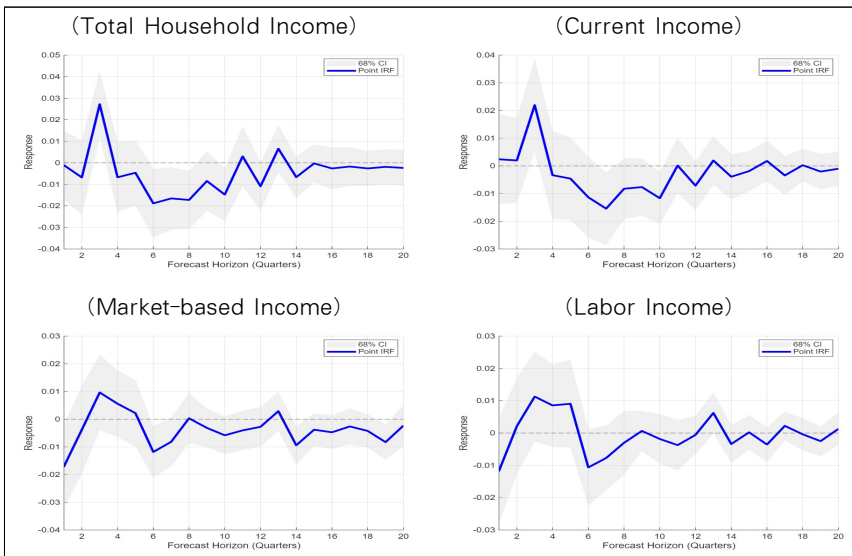 (Total Household Income)
68% CI
Point IRF
0.05
0.04
0.03
0.02
0.01
0
-0.01
-0.02
-0.03
-0.04
Response
2 4 6 8 10 12 14 16 18 20
Forecast Horizon (Quarters)
(Current Income)
68% CI
Point IRF
0.04
0.03
0.02
0.01
0
-0.01
-0.02
-0.03
Response
2 4 6 8 10 12 14 16 18 20
Forecast Horizon (Quarters)
(Market-based Income)
68% CI
Point IRF
0.03
0.02
0.01
0
-0.01
-0.02
-0.03
-0.04
Response
2 4 6 8 10 12 14 16 18 20
Forecast Horizon (Quarters)
(Labor Income)
68% CI
Point IRF
0.03
0.02
0.01
0
-0.01
-0.02
-0.03
Response
2 4 6 8 10 12 14 16 18 20
Forecast Horizon (Quarters)